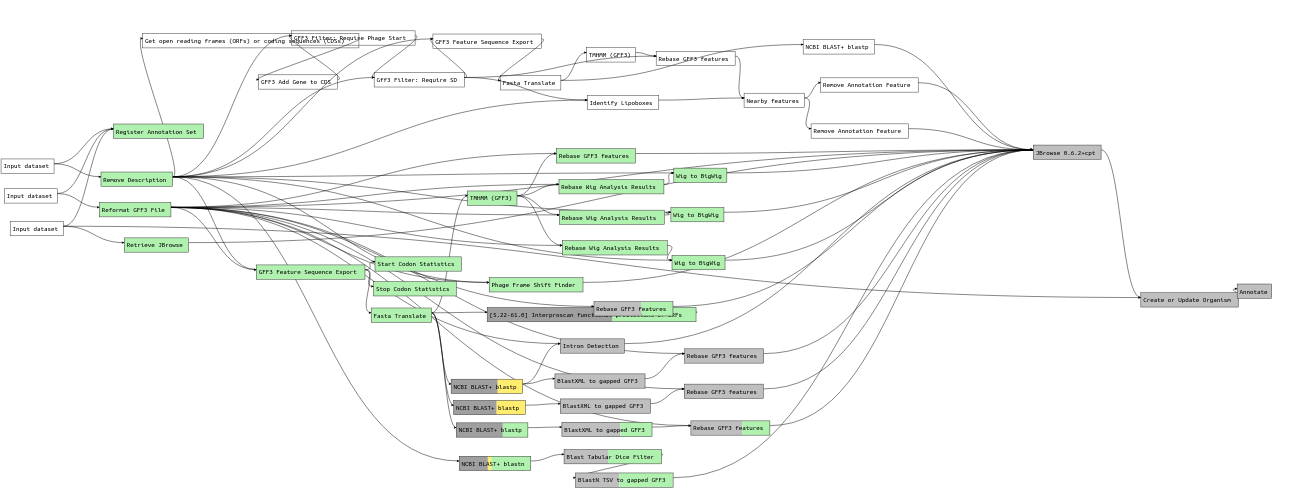 Get open reading frames (ORFs) or coding sequences (CDSs)
GFF3 Filter: Require Phage Start
GFF3 Feature Sequence Export
NCBI BLAST+ blastp
TMHMM (GFF3)
Rebase GFF3 features
GFF3 Add Gene to CDS
Gff3 Filter: Require SD
Fasta Translate
Remove Annotation Feature
Identify Lipoboxes
Nearby features
Remove Annotation Feature
Register Annotation Set
JBrowse 0.6.2+cpt
Rebase GFF3 features
Input dataset
Remove Description
Wig to BigWig
Rebase Wig Analysis Results
Input dataset
TMHMM (GFF3)
Reformat GFF3 File
Rebase Wig Analysis Results
Wig to BigWig
Input dataset
Retrieve JBrowse
Rebase Wig Analysis Results
Start Codon Statistics
Wig to BigWig
GFF3 Feature Sequence Export
Stop Codon Statistics
Phage Frame Shift Finder
Annotate
Create or Update Organism
Fasta Translate
Rebase GFF3 features
[5.22-61.0] Interproscan
Intron Detection
Rebase GFF3 features
NCBI BLAST+ blastp
BlastXML to gapped GFF3
Rebase GFF3 features
NCBI BLAST+ blastp
BlastXML to gapped GFF3
NCBI BLAST+ blastp
BlastXML to gapped GFF3
Rebase GFF3 features
NCBI BLAST+ blastn
Blast Tabular Dice Filter
BlastN TSV to gapped GFF3